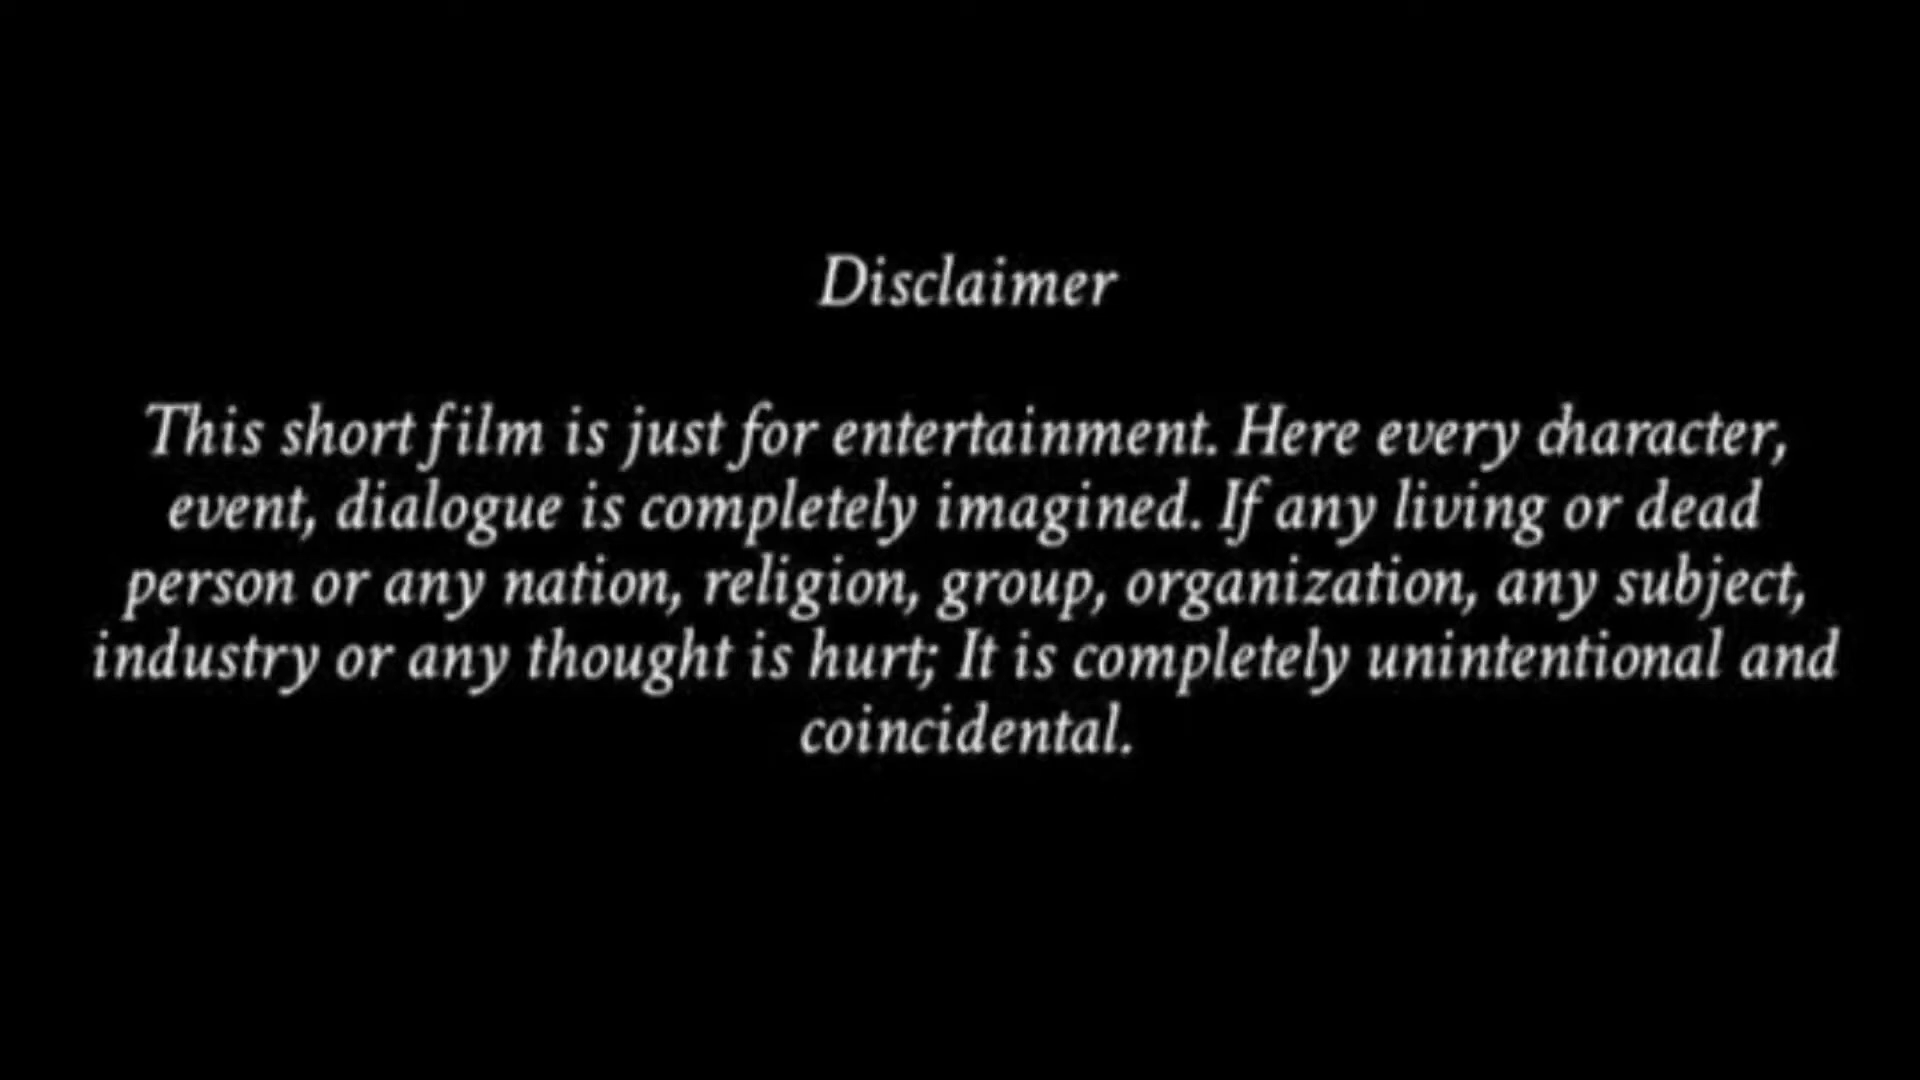 Disclaimer
This short film is just for entertainment. Here every character,
event, dialogue is completely imagined. If any living or dead
person or any nation, religion, group, organization, any subject,
industry or any thought is hurt; It is completely unintentional and
coincidental.